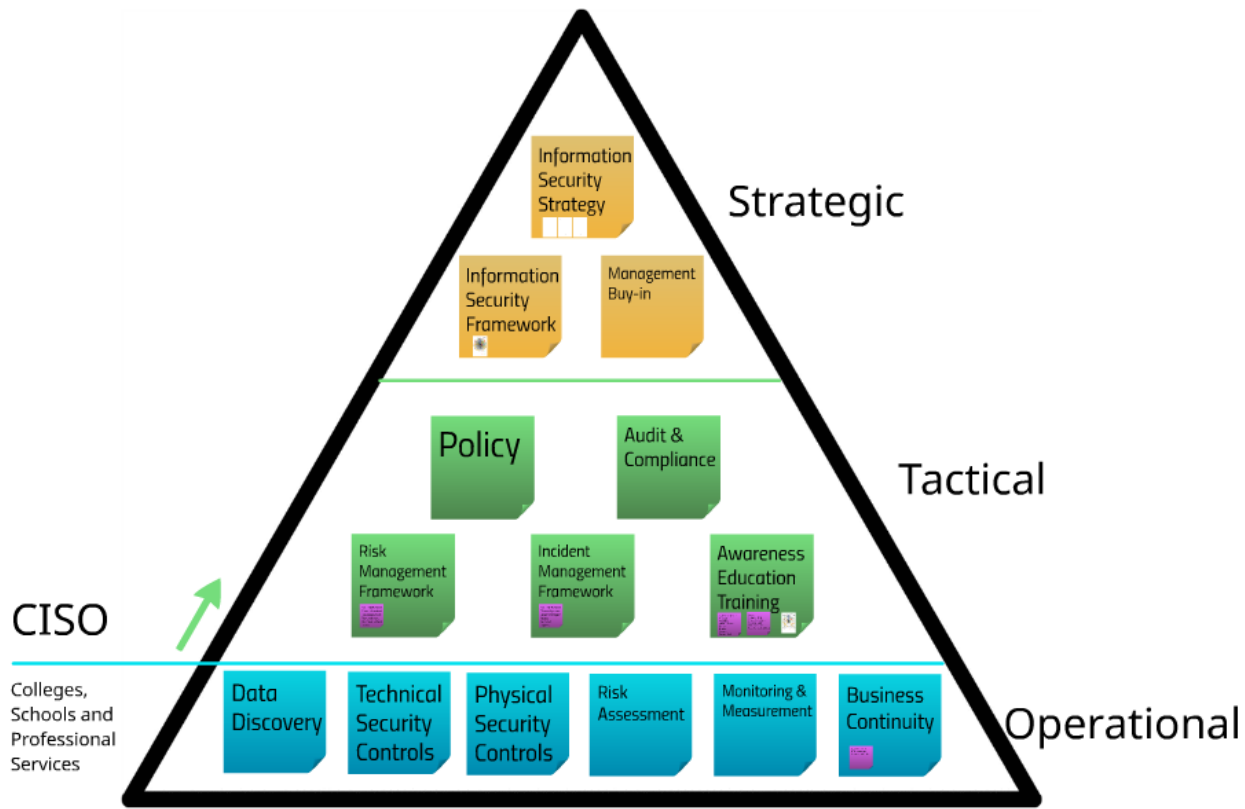 Information
Security
Strategy
Strategic
Information
Security
Framework
Management
Buy-in
Policy
Audit &
Compliance
Tactical
Risk
Management
Framework
Incident
Management
Framework
Awareness
Education
Training
CISO
Colleges,
Schools and
Professional
Services
Data
Discovery
Technical
Security
Controls
Physical
Security
Controls
Risk
Assessment
Monitoring &
Measurement
Business
Continuity
Operational